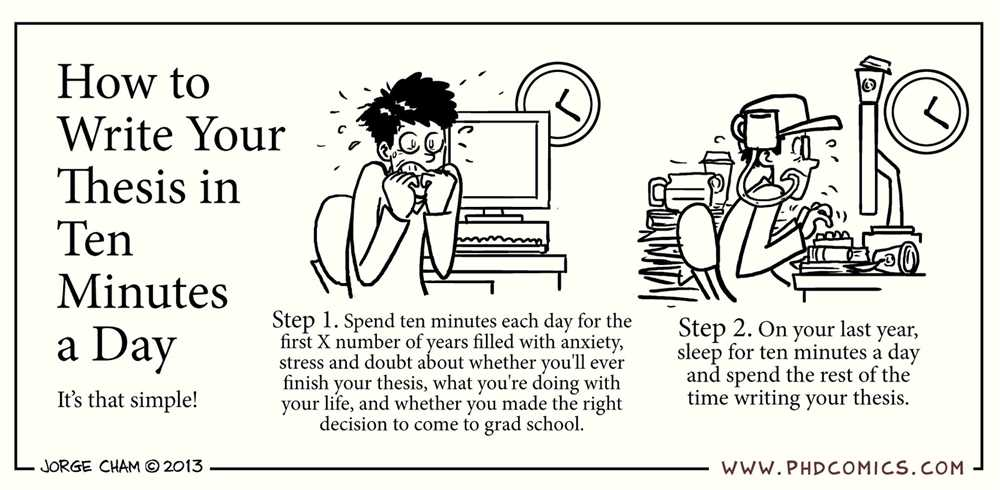 How to
Write Your
Thesis in
Ten
Minutes
a Day
It's that simple!
Step 1. Spend ten minutes each day for the
first X number of years filled with anxiety,
stress and doubt about whether you'll ever
finish your thesis, what you're doing with
your life, and whether you made the right
decision to come to grad school.
Step 2. On your last year,
sleep for ten minutes a day
and spend the rest of the
time writing your thesis.
JORGE CHAM © 2013
WWW.PHDCOMICS.COM